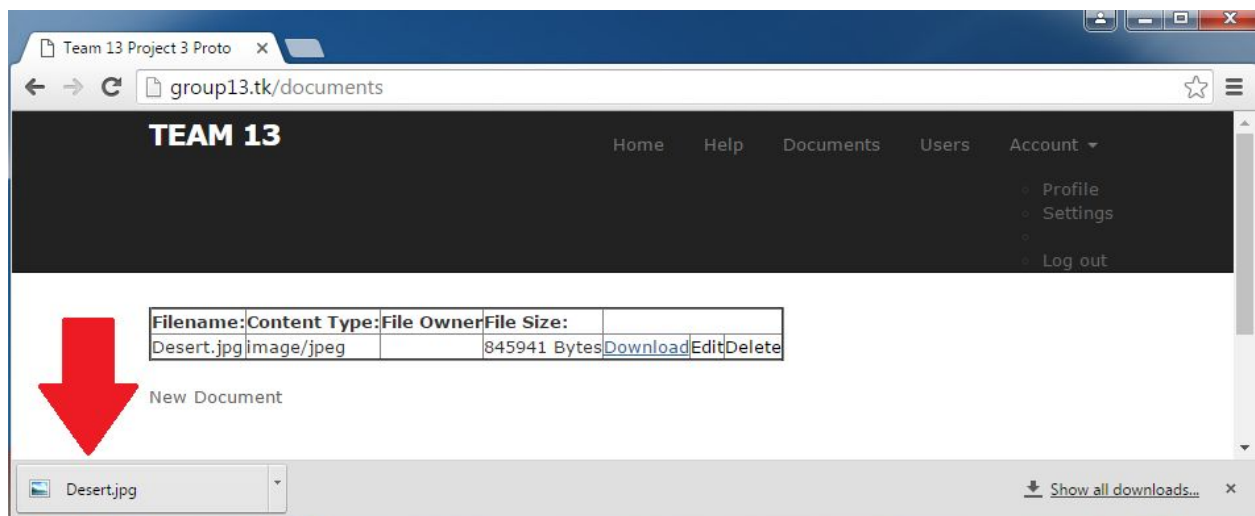 Team 13 Project 3 Proto
group13.tk/documents
TEAM 13
Home Help Documents Users Account
Profile
Settings
Log out
Filename: Content Type: File Owner File Size:
Desert.jpg image/jpeg 845941 Bytes Download Edit Delete
New Document
Desert.jpg
Show all downloads...